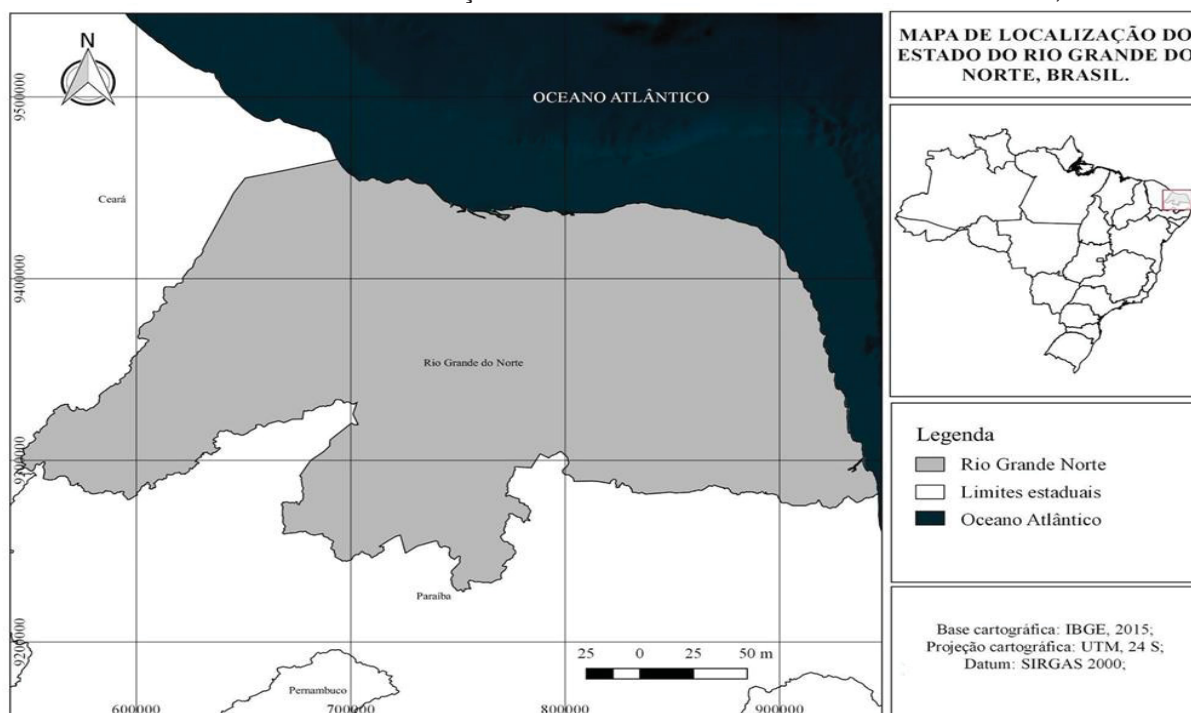 N
OCEANO ATLÂNTICO
Ceará
Rio Grande do Norte
Paraíba
Pernambuco
25 0 25 50 m
9500000
9400000
9200000
9200000
600000
700000
800000
900000
MAPA DE LOCALIZAÇÃO DO
ESTADO DO RIO GRANDE DO
NORTE, BRASIL.
Legenda
Rio Grande Norte
Limites estaduais
Oceano Atlântico
Base cartográfica: IBGE, 2015;
Projeção cartográfica: UTM, 24 S;
Datum: SIRGAS 2000;